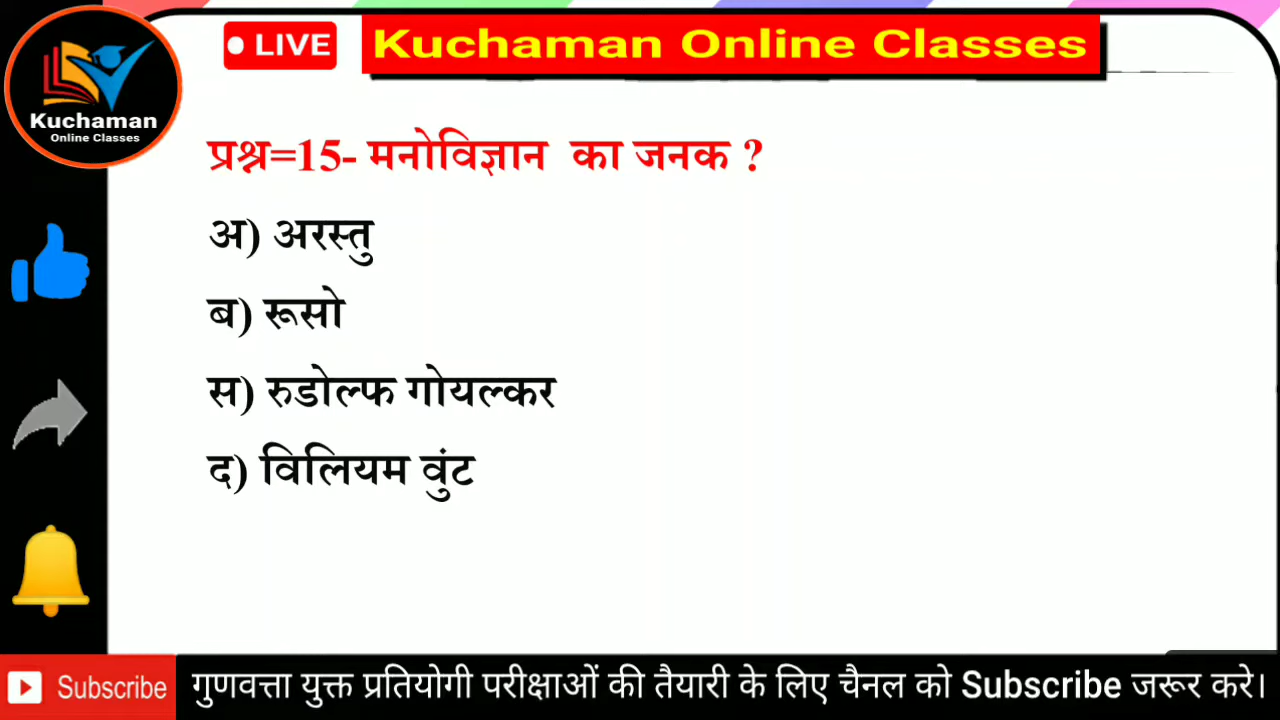 LIVE
Kuchaman Online Classes
Kuchaman
Online Classes
प्रश्न=15- मनोविज्ञान का जनक ?
अ) अरस्तु
ब) रूसो
स) रुडोल्फ गोयल्कर
द) विलियम वुंट
Subscribe
गुणवत्ता युक्त प्रतियोगी परीक्षाओं की तैयारी के लिए चैनल को Subscribe जरूर करे।